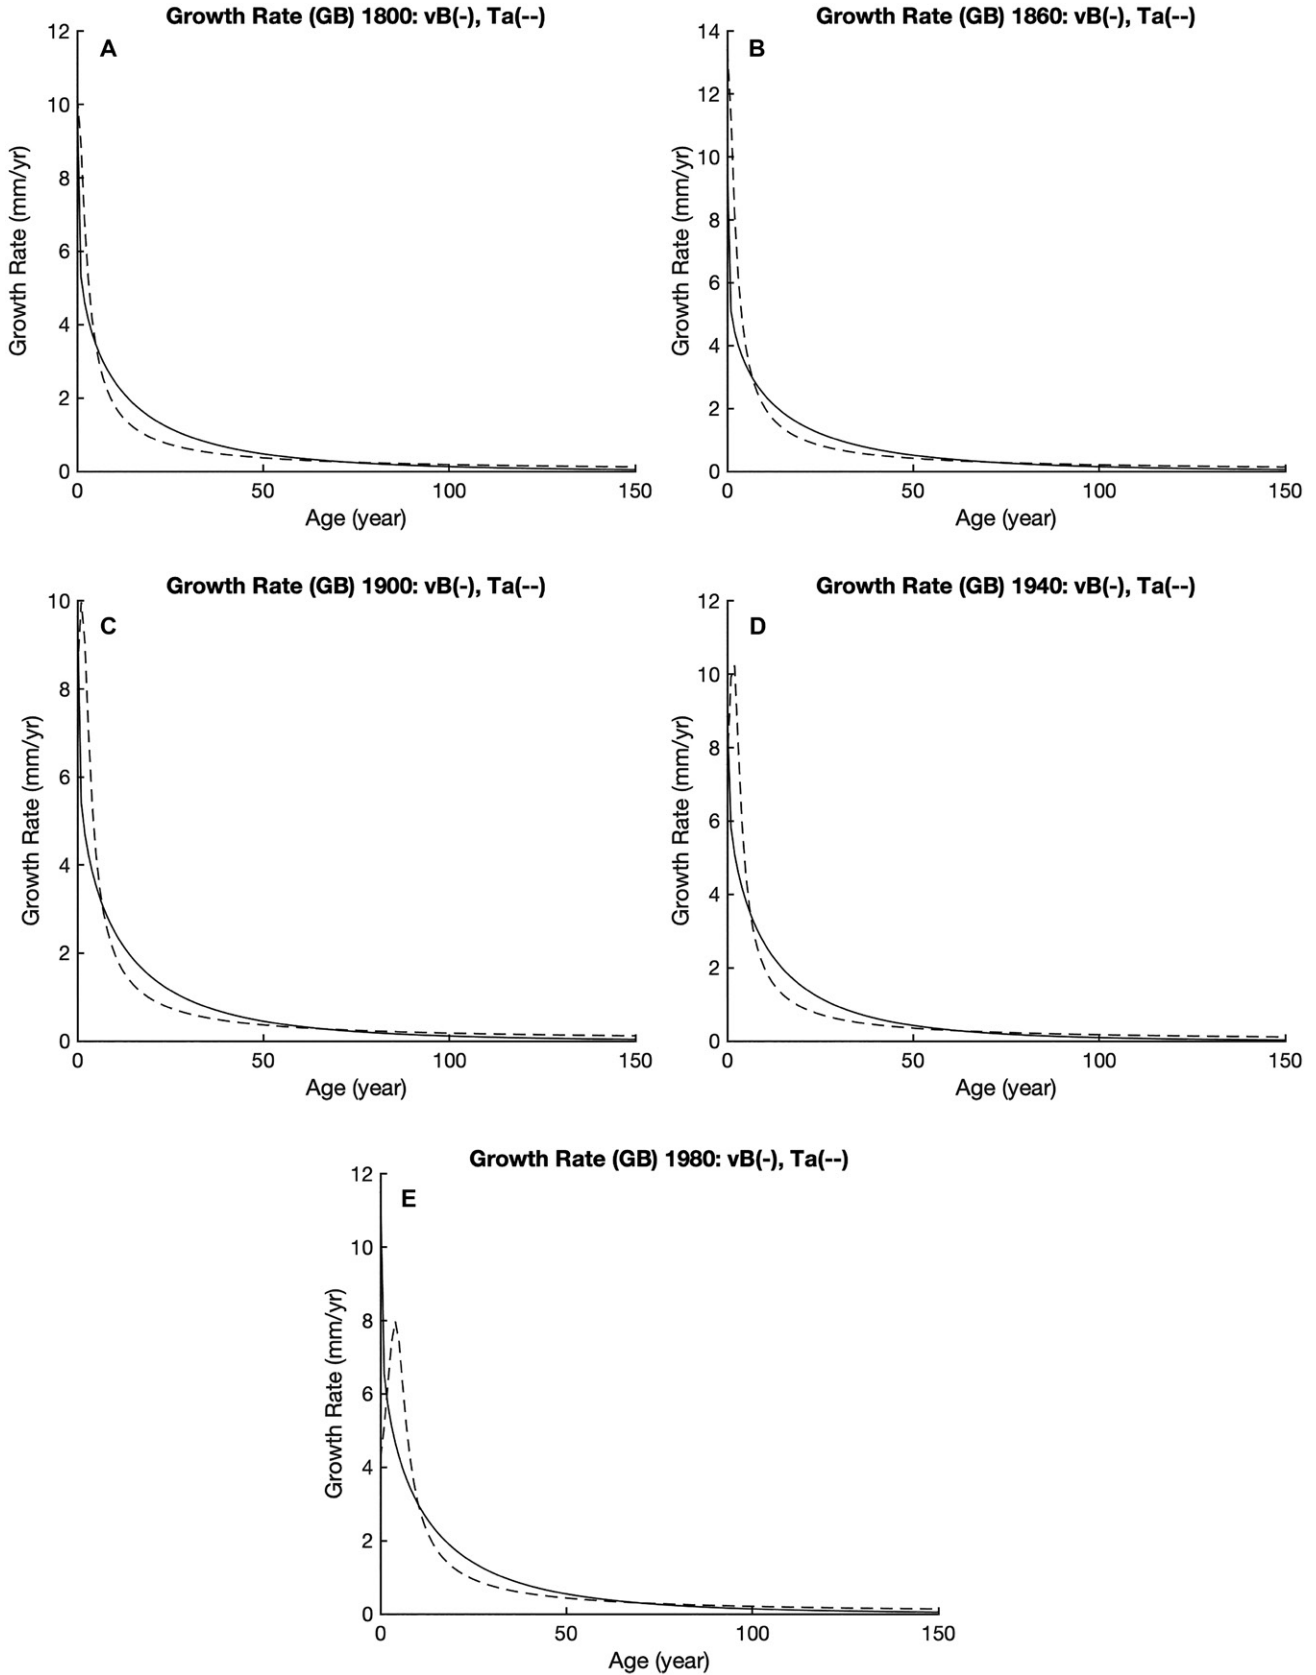 Growth Rate (GB) 1800: vB(-), Ta(--)
A
12
10
8
6
4
2
0
Growth Rate (mm/yr)
0 50 100 150
Age (year)
Growth Rate (GB) 1860: vB(-), Ta(--)
B
14
12
10
8
6
4
2
0
Growth Rate (mm/yr)
0 50 100 150
Age (year)
Growth Rate (GB) 1900: vB(-), Ta(--)
C
10
8
6
4
2
0
Growth Rate (mm/yr)
0 50 100 150
Age (year)
Growth Rate (GB) 1940: vB(-), Ta(--)
D
12
10
8
6
4
2
0
Growth Rate (mm/yr)
0 50 100 150
Age (year)
Growth Rate (GB) 1980: vB(-), Ta(--)
E
12
10
8
6
4
2
0
Growth Rate (mm/yr)
0 50 100 150
Age (year)